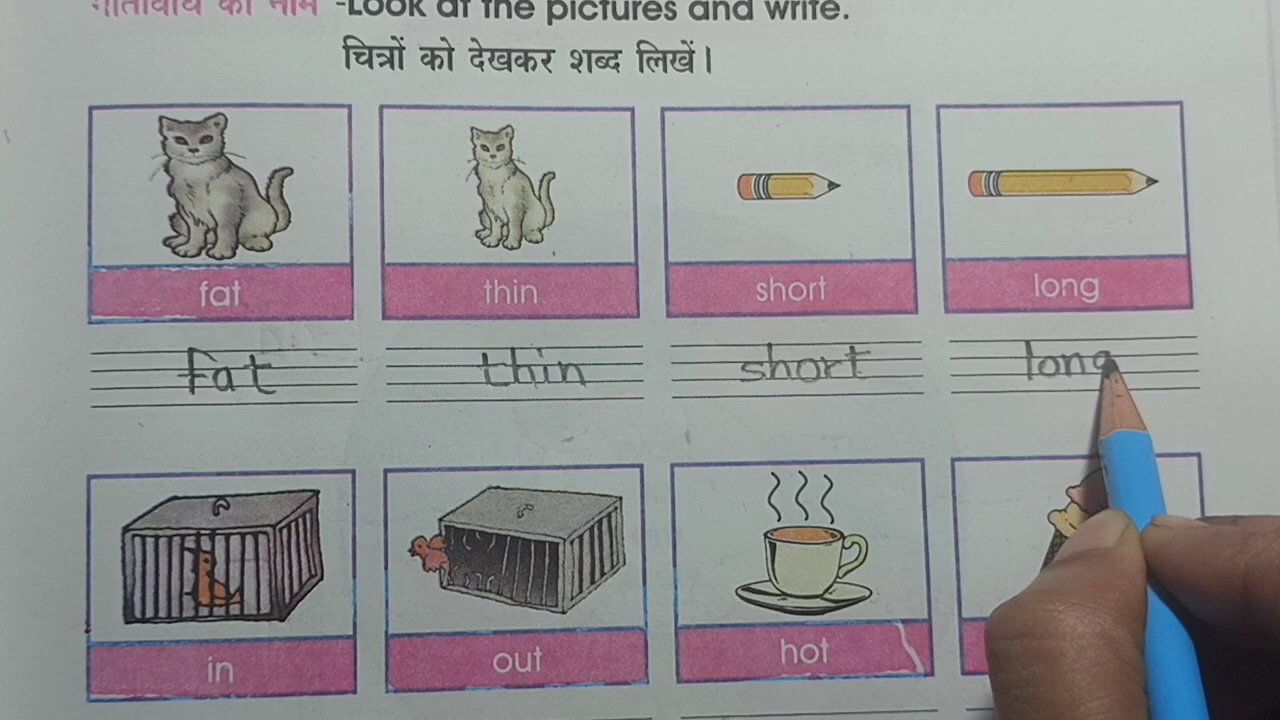 गतिविधि का नाम -Look at the pictures and write.
चित्रों को देखकर शब्द लिखें।
fat thin short long
fat thin short long
in out hot